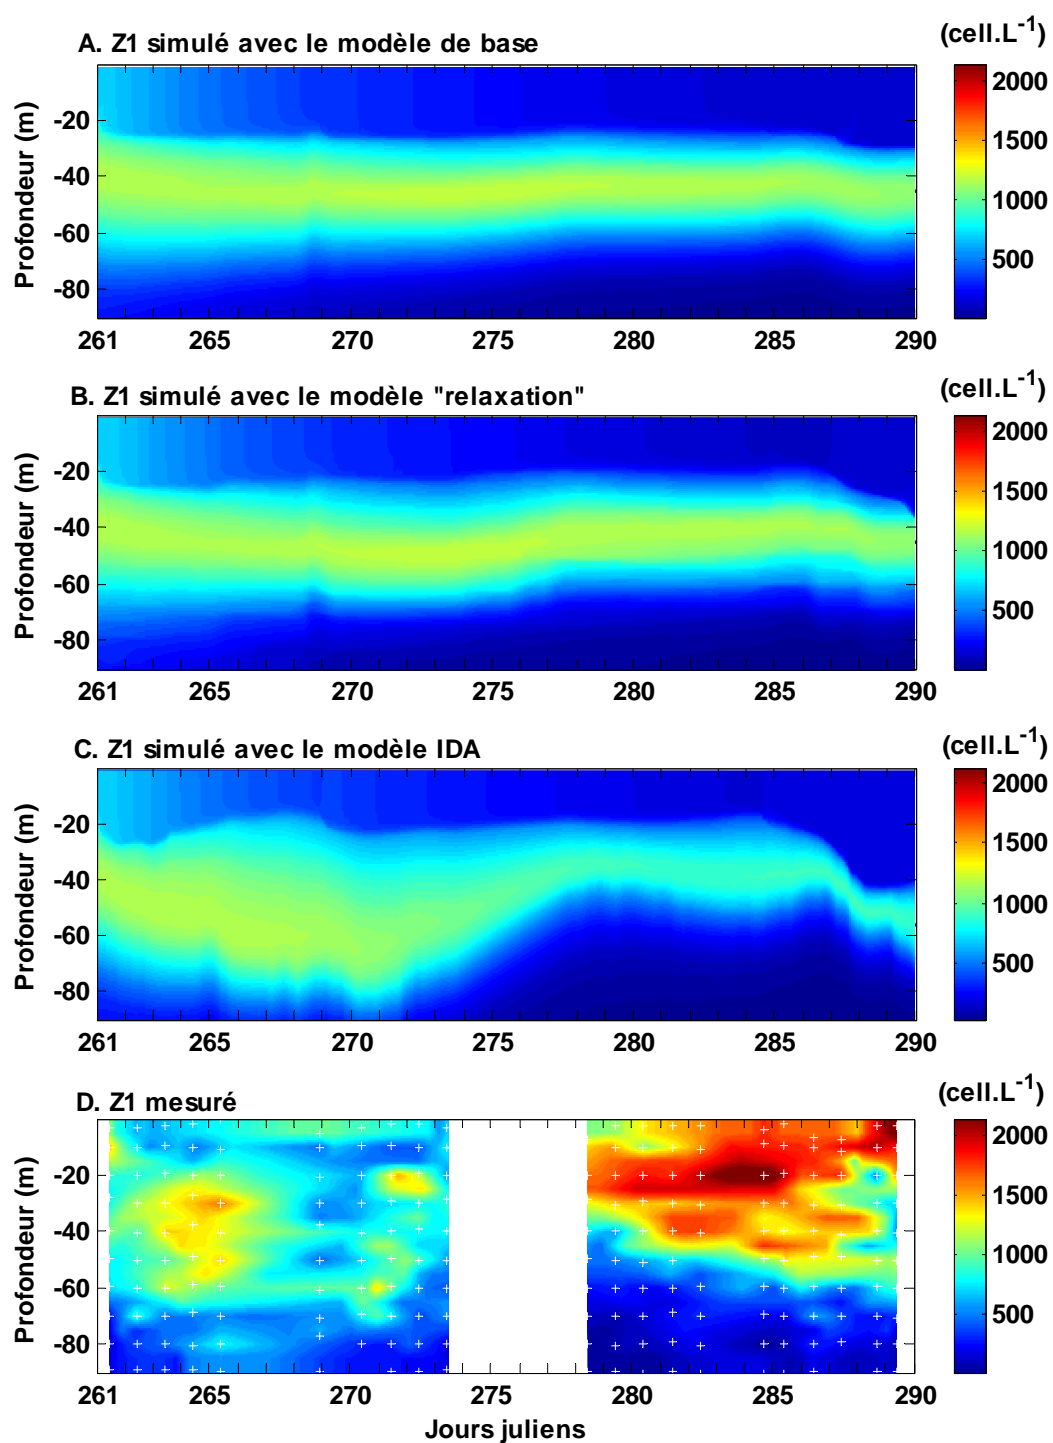 A. Z1 simulé avec le modèle de base
(cell.L-1)
Profondeur (m)
-20
-40
-60
-80
261 265 270 275 280 285 290
2000
1500
1000
500
B. Z1 simulé avec le modèle "relaxation"
(cell.L-1)
Profondeur (m)
-20
-40
-60
-80
261 265 270 275 280 285 290
2000
1500
1000
500
C. Z1 simulé avec le modèle IDA
(cell.L-1)
Profondeur (m)
-20
-40
-60
-80
261 265 270 275 280 285 290
2000
1500
1000
500
D. Z1 mesuré
(cell.L-1)
Profondeur (m)
-20
-40
-60
-80
261 265 270 275 280 285 290
2000
1500
1000
500
Jours juliens